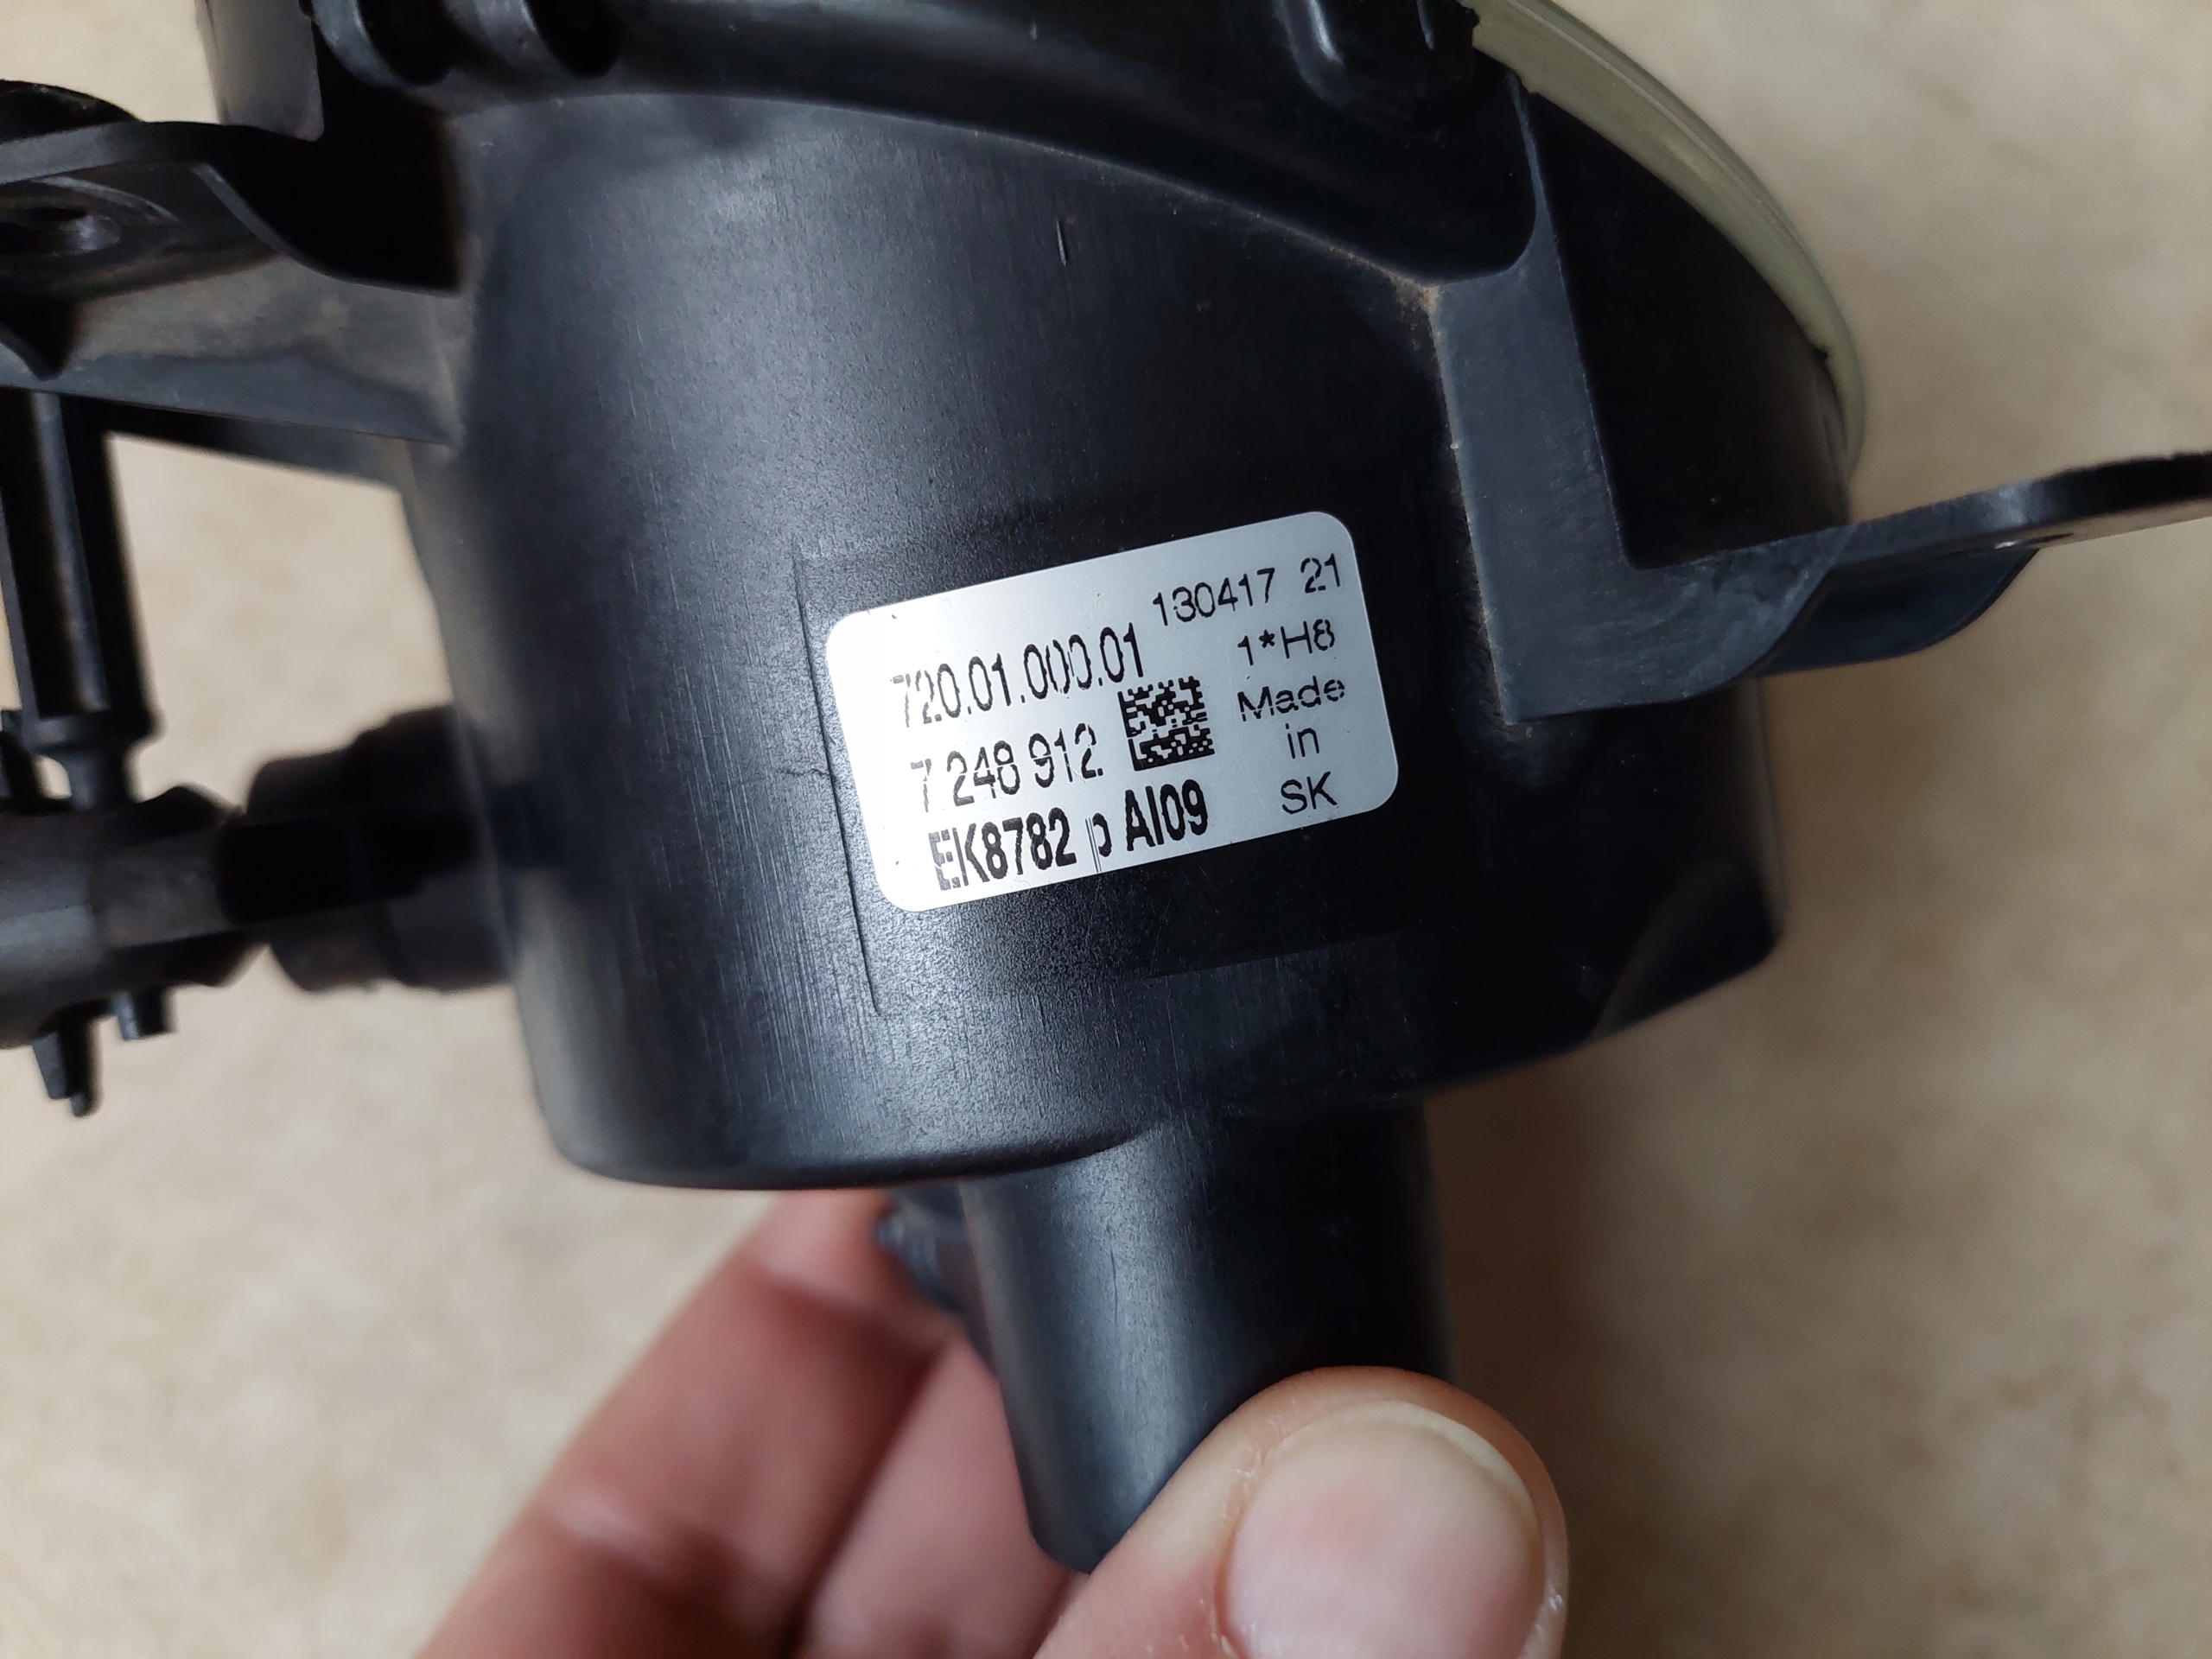 130417 21
720.01.000.01
1*H8
7 248 912
Made
in
EK8782 p AI09
SK